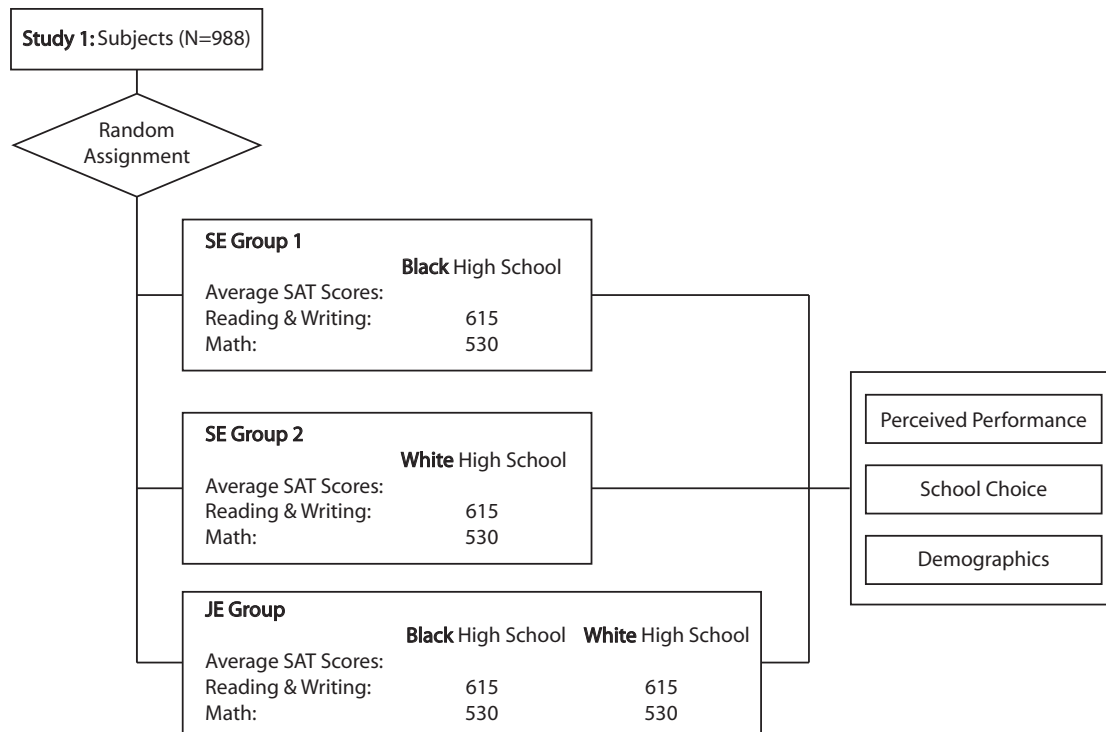 Study 1: Subjects (N=988)
Random
Assignment
SE Group 1
Black High School
Average SAT Scores:
Reading & Writing: 615
Math: 530
SE Group 2
White High School
Average SAT Scores:
Reading & Writing: 615
Math: 530
JE Group
Black High School White High School
Average SAT Scores:
Reading & Writing: 615 615
Math: 530 530
Perceived Performance
School Choice
Demographics